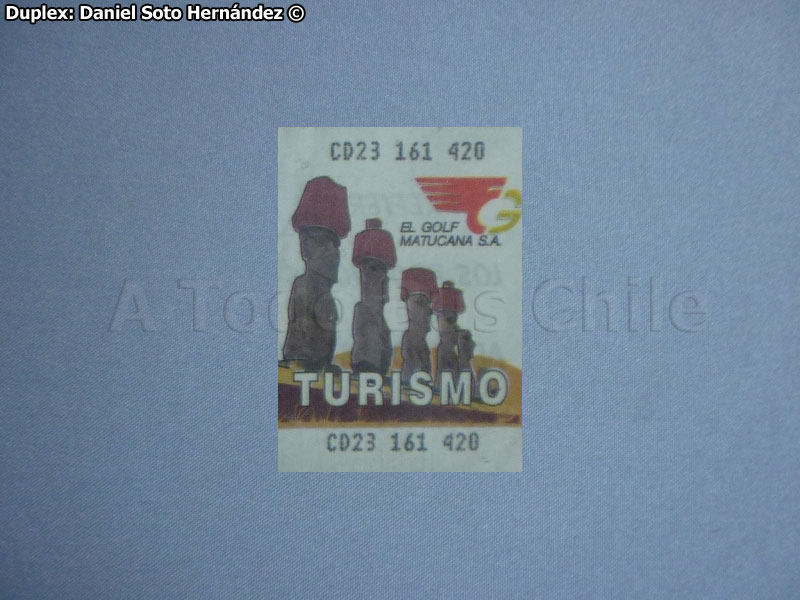 Duplex: Daniel Soto Hernández ©
CD23 161 420
EL GOLF
MATUCANA S.A.
A Todo Bus Chile
TURISMO
CD23 161 420